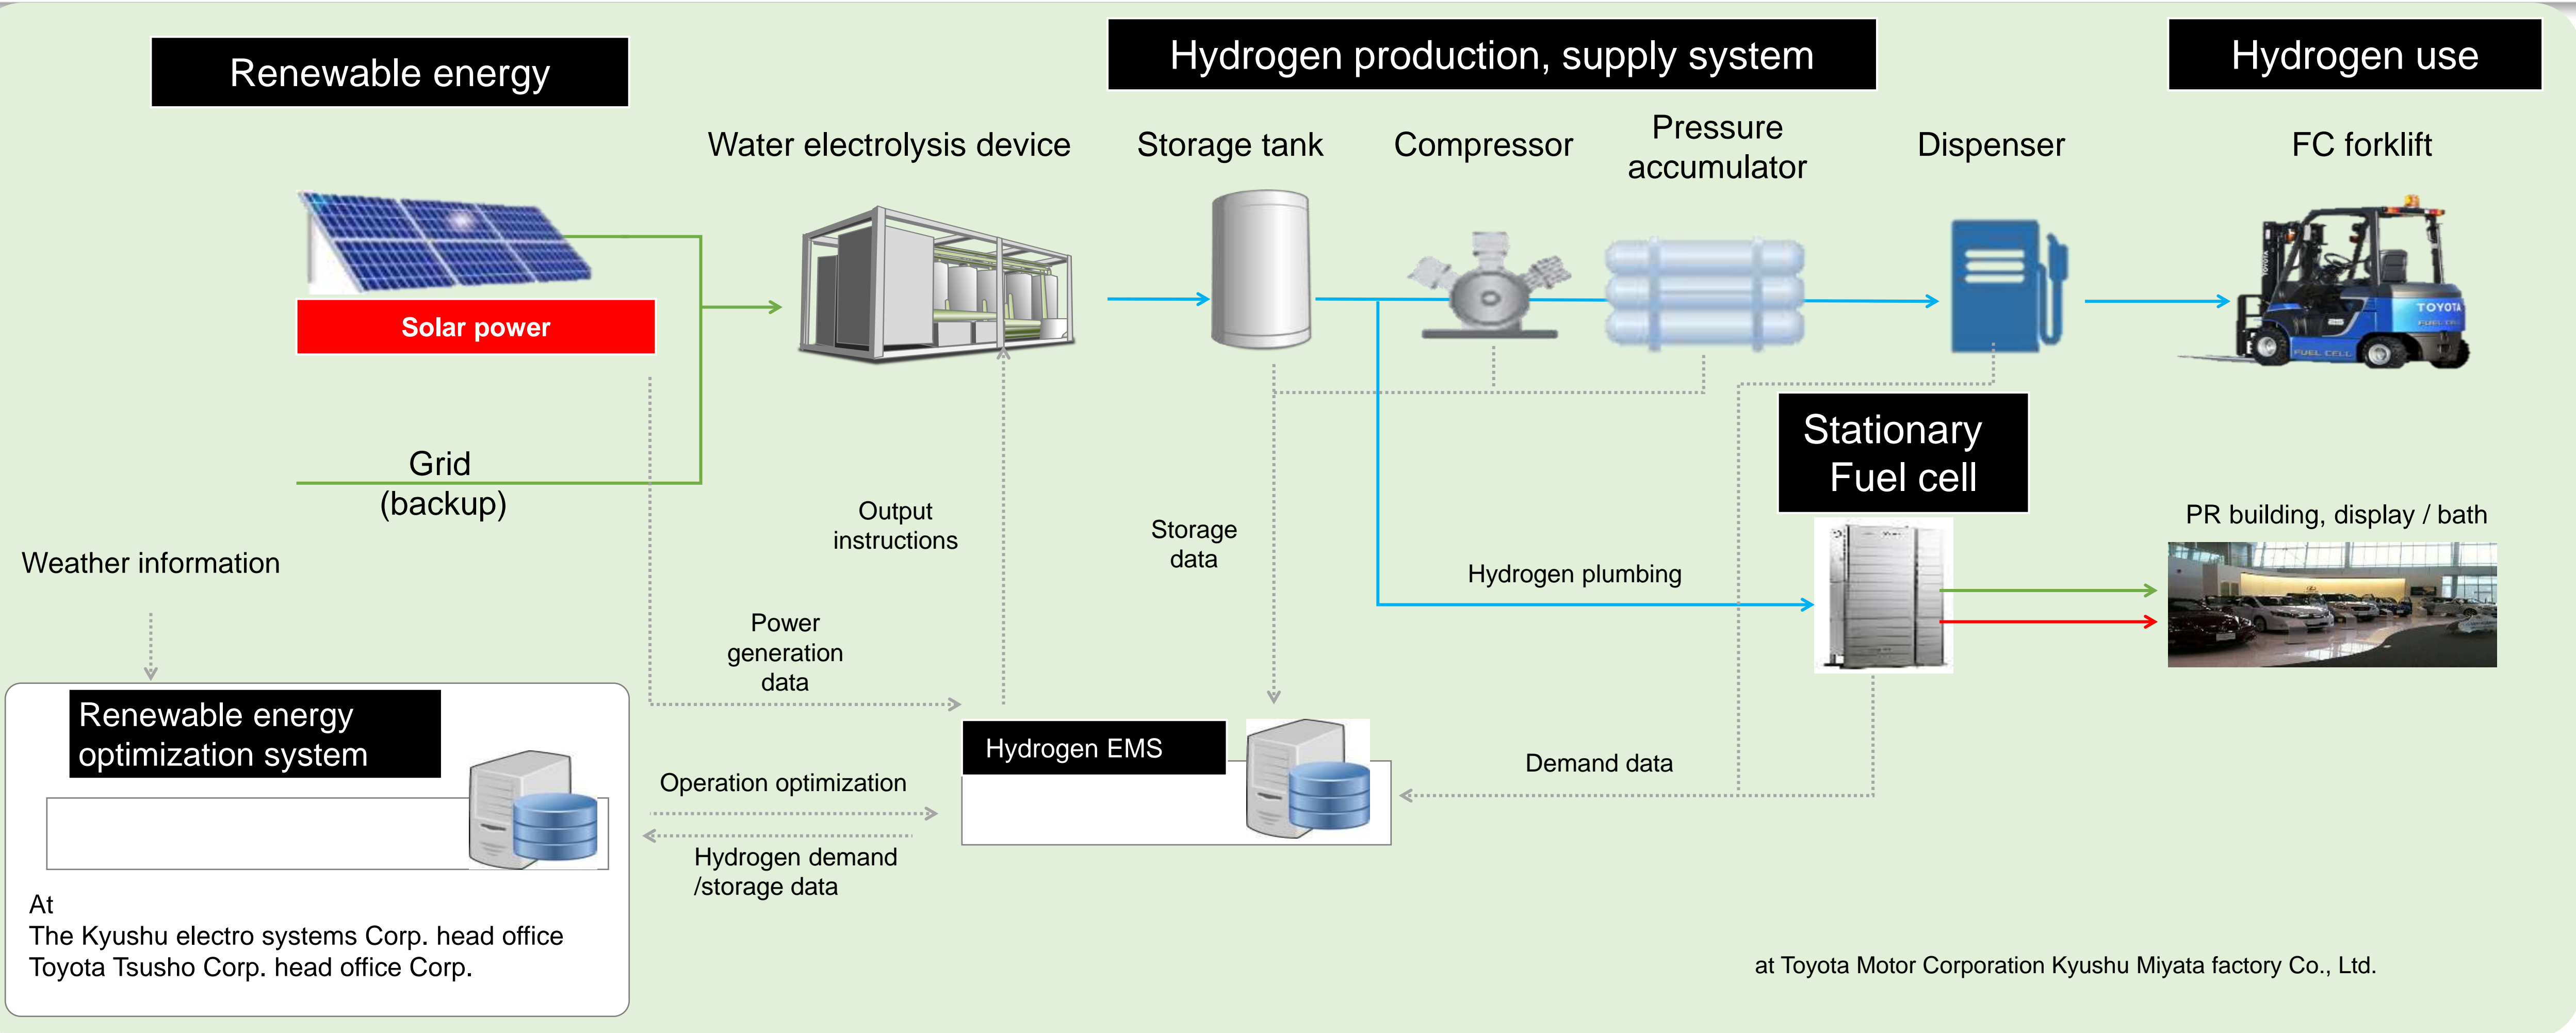 Renewable energy
Hydrogen production, supply system
Hydrogen use
Water electrolysis device
Storage tank
Compressor
Pressure
accumulator
Dispenser
FC forklift
Solar power
TOYOTA
FUEL CELL
Stationary
Fuel cell
Grid
(backup)
Output
instructions
Storage
data
PR building, display / bath
Weather information
Hydrogen plumbing
Power
generation
data
Renewable energy
optimization system
Hydrogen EMS
Operation optimization
Demand data
Hydrogen demand
/storage data
At
The Kyushu electro systems Corp. head office
Toyota Tsusho Corp. head office Corp.
at Toyota Motor Corporation Kyushu Miyata factory Co., Ltd.